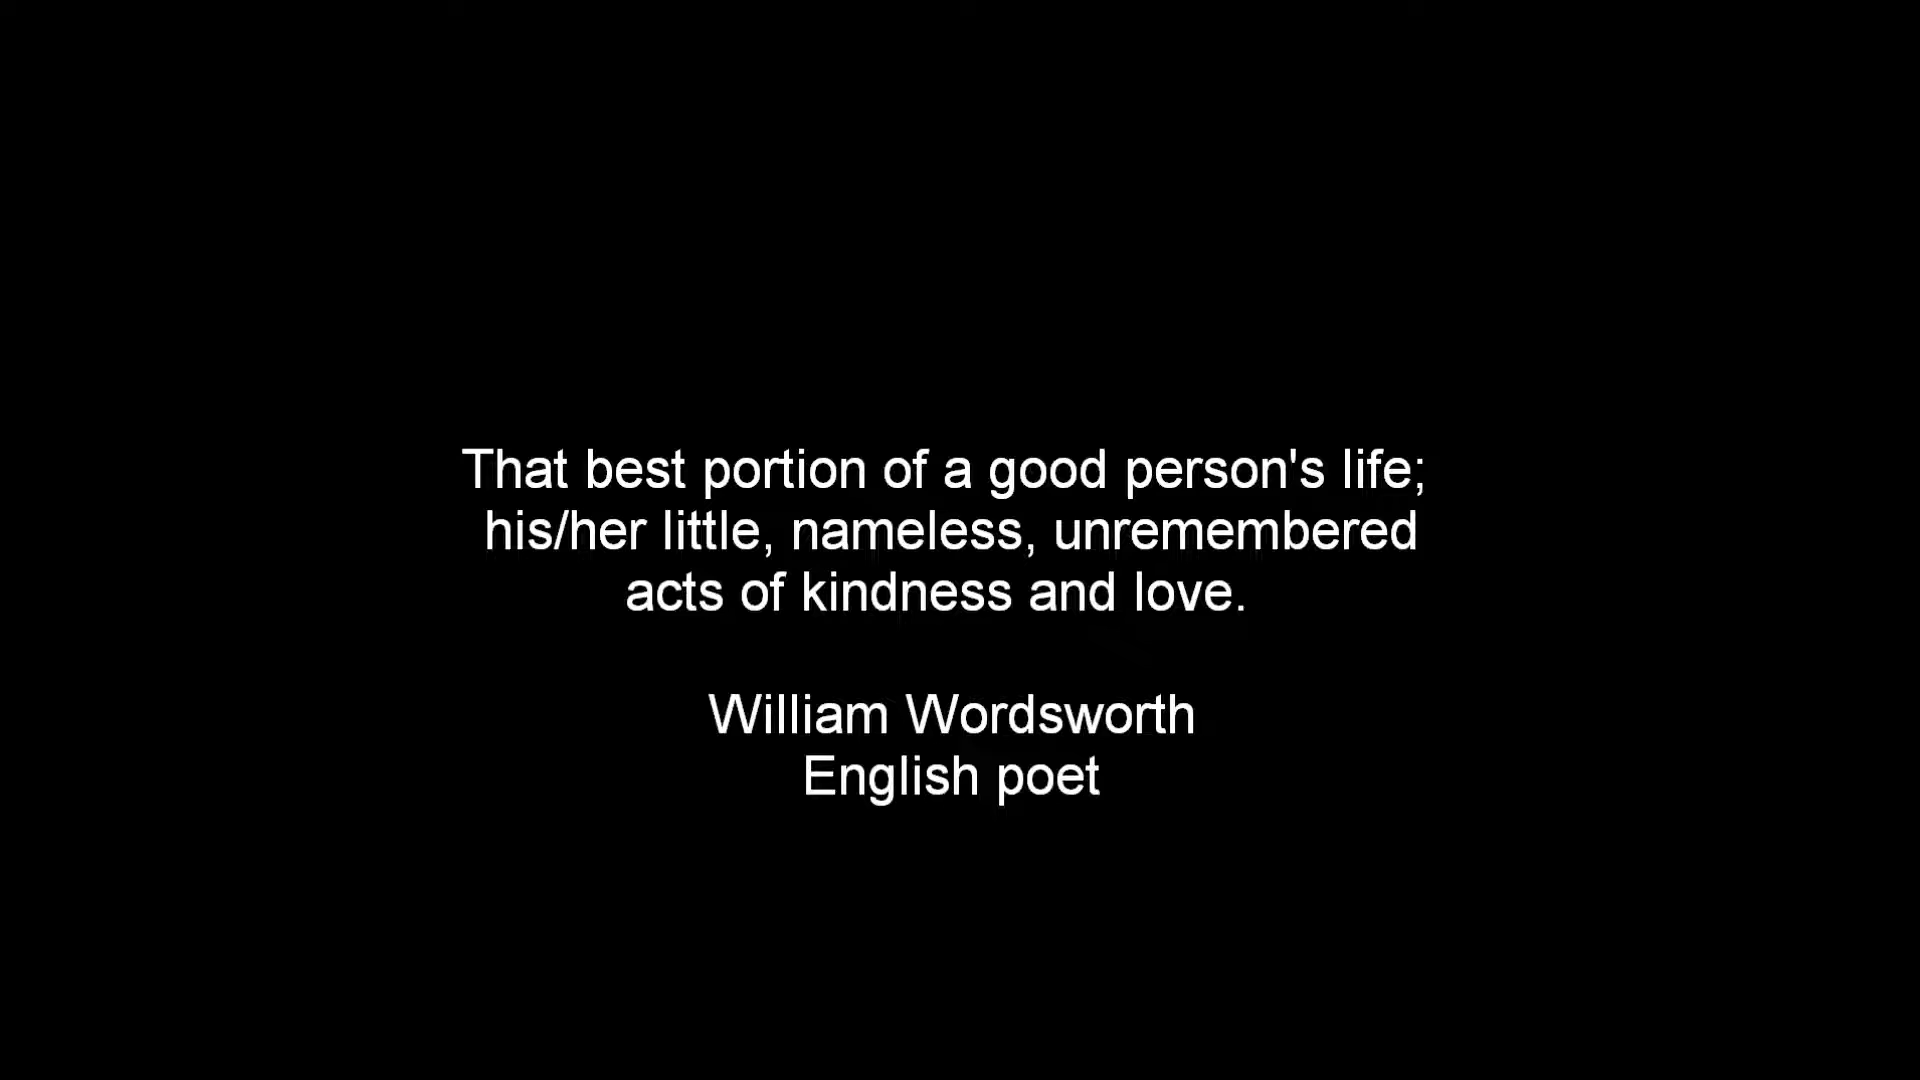 That best portion of a good person's life;
his/her little, nameless, unremembered
acts of kindness and love.
William Wordsworth
English poet